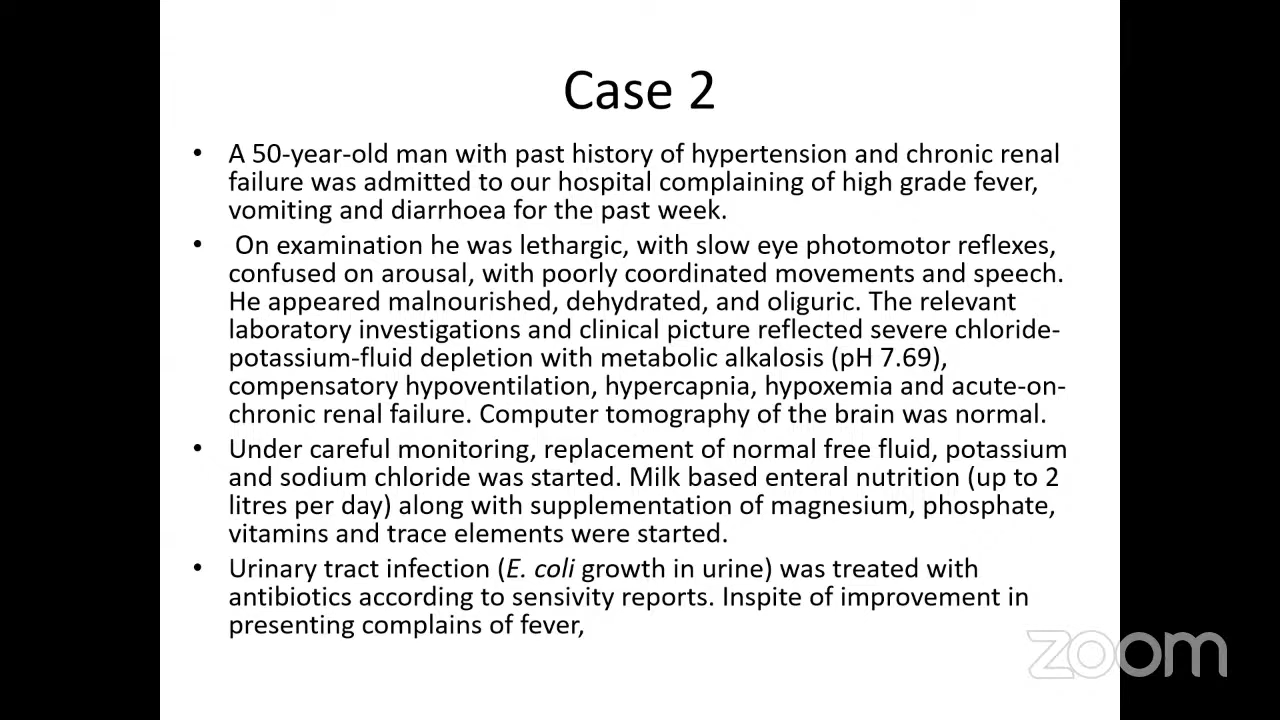 Case 2
• A 50-year-old man with past history of hypertension and chronic renal
failure was admitted to our hospital complaining of high grade fever,
vomiting and diarrhoea for the past week.
• On examination he was lethargic, with slow eye photomotor reflexes,
confused on arousal, with poorly coordinated movements and speech.
He appeared malnourished, dehydrated, and oliguric. The relevant
laboratory investigations and clinical picture reflected severe chloride-
potassium-fluid depletion with metabolic alkalosis (pH 7.69),
compensatory hypoventilation, hypercapnia, hypoxemia and acute-on-
chronic renal failure. Computer tomography of the brain was normal.
• Under careful monitoring, replacement of normal free fluid, potassium
and sodium chloride was started. Milk based enteral nutrition (up to 2
litres per day) along with supplementation of magnesium, phosphate,
vitamins and trace elements were started.
• Urinary tract infection (E. coli growth in urine) was treated with
antibiotics according to sensivity reports. Inspite of improvement in
presenting complains of fever,
zoom